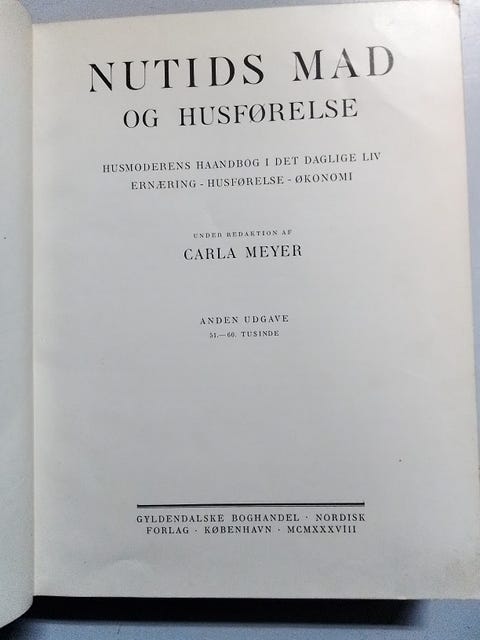 NUTIDS MAD
OG HUSFØRELSE
HUSMODERENS HAANDBOG I DET DAGLIGE LIV
ERNÆRING - HUSFØRELSE - ØKONOMI
UNDER REDAKTION AF
CARLA MEYER
ANDEN UDGAVE
51.—60. TUSINDE
GYLDENDALSKE BOGHANDEL · NORDISK
FORLAG · KØBENHAVN · MCMXXXVIII